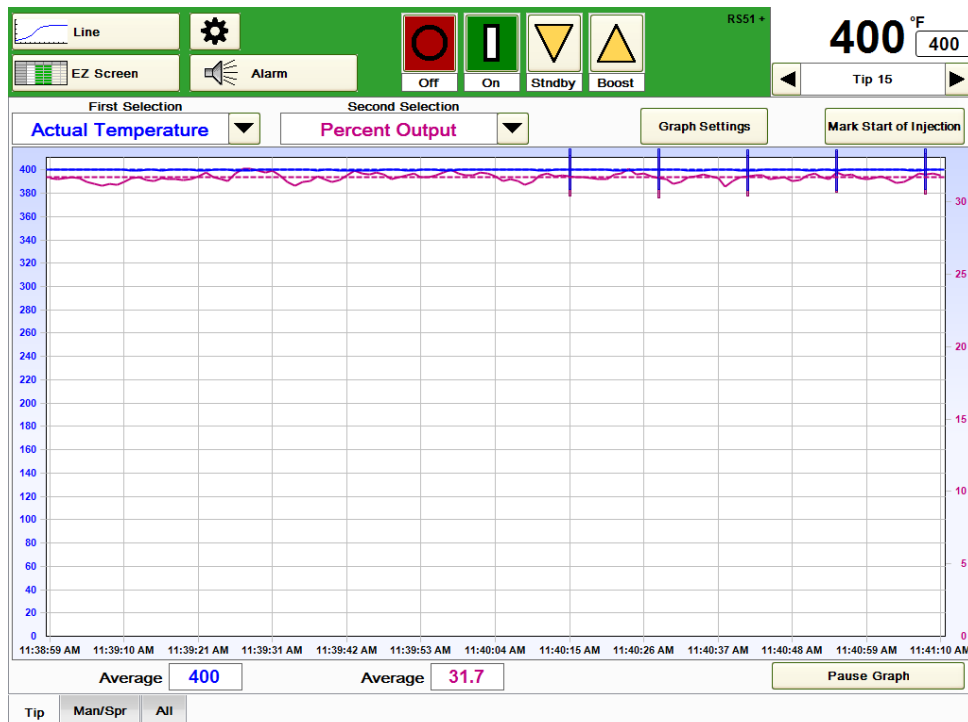 Line
EZ Screen
Alarm
Off
On
Stndby
Boost
RS51 +
400 °F
400
Tip 15
First Selection
Actual Temperature
Second Selection
Percent Output
Graph Settings
Mark Start of Injection
400
380
360
340
320
300
280
260
240
220
200
180
160
140
120
100
80
60
40
20
0
30
25
20
15
10
5
0
11:38:59 AM 11:39:10 AM 11:39:21 AM 11:39:31 AM 11:39:42 AM 11:39:53 AM 11:40:04 AM 11:40:15 AM 11:40:26 AM 11:40:37 AM 11:40:48 AM 11:40:59 AM 11:41:10 AM
Average 400
Average 31.7
Pause Graph
Tip Man/Spr All